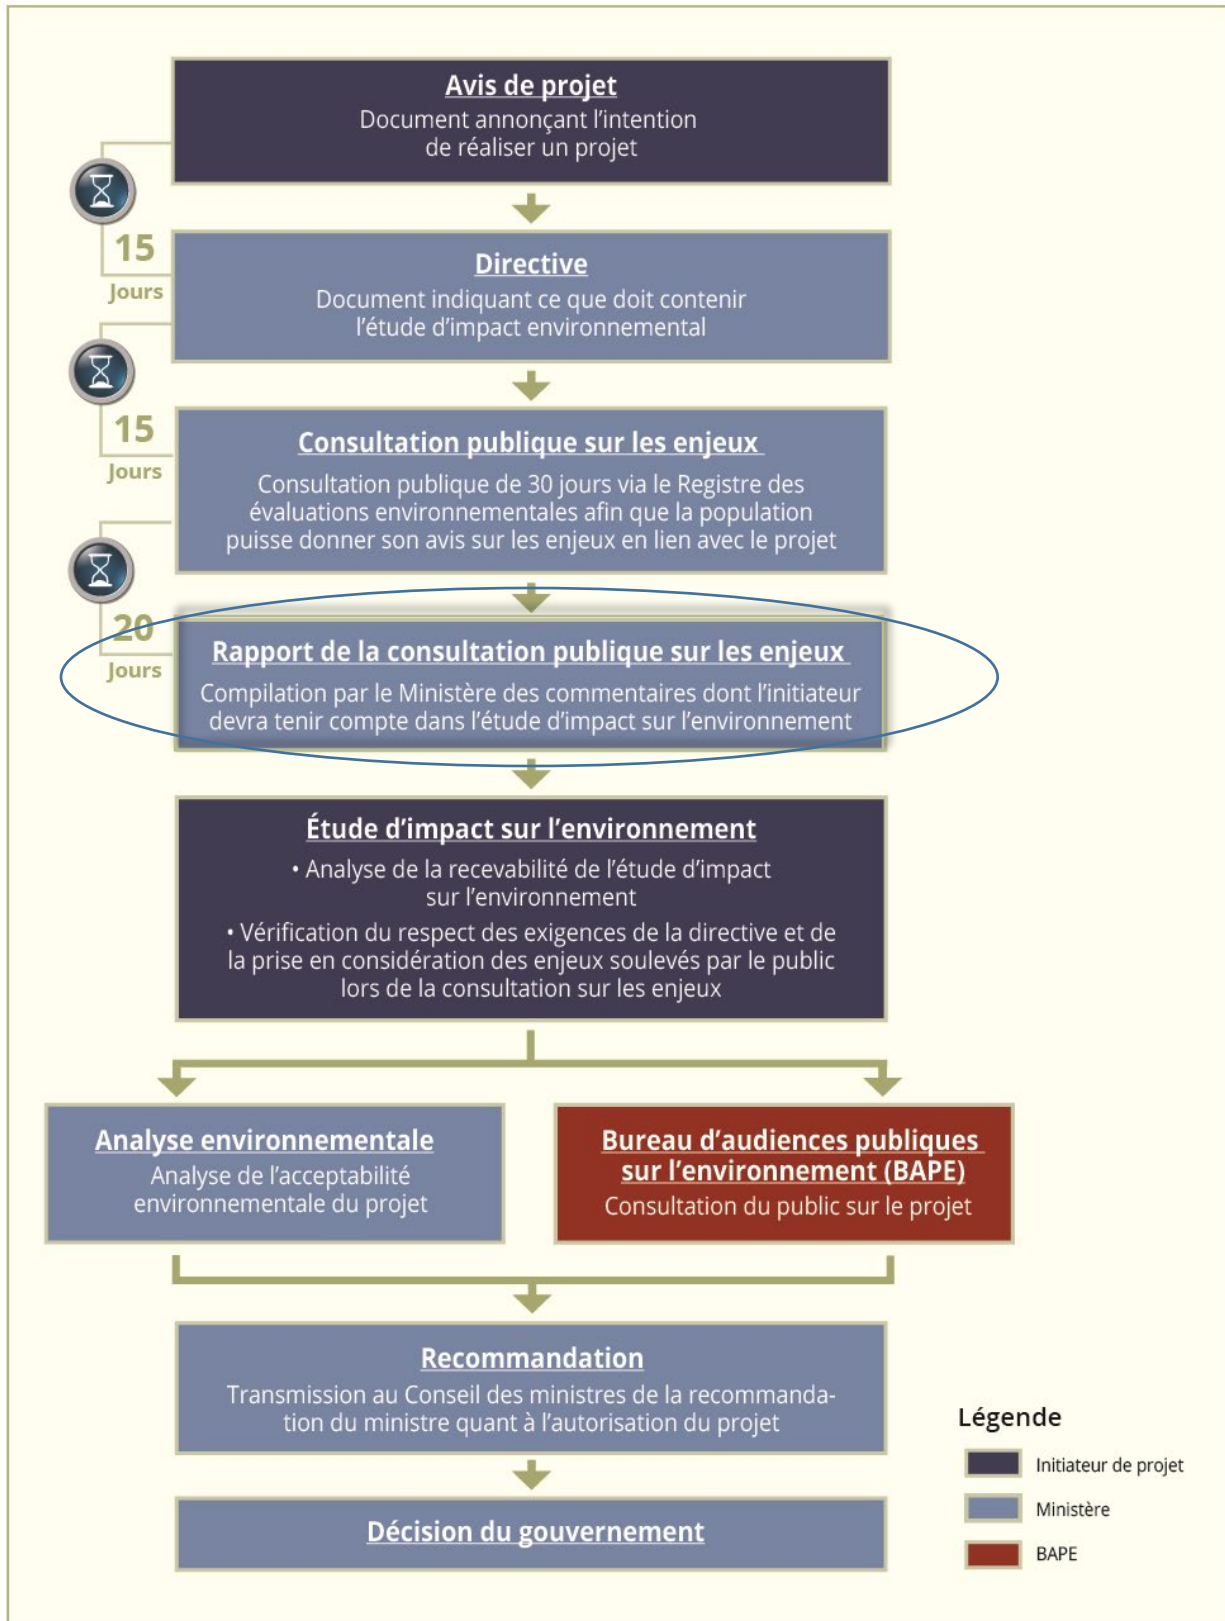 Avis de projet
Document annonçant l’intention
de réaliser un projet
15
Jours
Directive
Document indiquant ce que doit contenir
l’étude d’impact environnemental
15
Jours
Consultation publique sur les enjeux
Consultation publique de 30 jours via le Registre des
évaluations environnementales afin que la population
puisse donner son avis sur les enjeux en lien avec le projet
20
Jours
Rapport de la consultation publique sur les enjeux
Compilation par le Ministère des commentaires dont l’initiateur
devra tenir compte dans l’étude d’impact sur l’environnement
Étude d’impact sur l’environnement
• Analyse de la recevabilité de l’étude d’impact
sur l’environnement
• Vérification du respect des exigences de la directive et de
la prise en considération des enjeux soulevés par le public
lors de la consultation sur les enjeux
Analyse environnementale
Analyse de l’acceptabilité
environnementale du projet
Bureau d’audiences publiques
sur l’environnement (BAPE)
Consultation du public sur le projet
Recommandation
Transmission au Conseil des ministres de la recommanda-
tion du ministre quant à l’autorisation du projet
Décision du gouvernement
Légende
Initiateur de projet
Ministère
BAPE